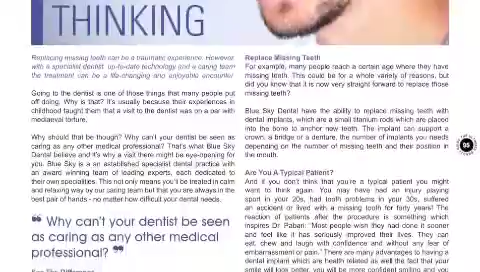 THINKING
Replacing missing teeth can be a traumatic experience. However,
with a specialist dentist, up-to-date technology and a caring team
the treatment can be a life-changing and enjoyable encounter.
Going to the dentist is one of those things that many people put
off doing. Why is that? It's usually because their experiences in
childhood taught them that a visit to the dentist was on a par with
mediaeval torture.
Why should that be though? Why can't your dentist be seen as
caring as any other medical professional? That's what Blue Sky
Dental believe and it's why a visit there might be eye-opening for
you. Blue Sky is a an established specialist dental practice with
an award winning team of leading experts, each dedicated to
their own specialities. This not only means you'll be treated in calm
and relaxing way by our caring team but that you are always in the
best pair of hands - no matter how difficult your dental needs.
❝ Why can't your dentist be seen
as caring as any other medical
professional? ❞
See The Difference
Replace Missing Teeth
For example, many people reach a certain age where they have
missing teeth. This could be for a whole variety of reasons, but
did you know that it is now very straight forward to replace those
missing teeth?
Blue Sky Dental have the ability to replace missing teeth with
dental implants, which are a small titanium rods which are placed
into the bone to anchor new teeth. The implant can support a
crown, a bridge or a denture, the number of implants you needs
depending on the number of missing teeth and their position in
the mouth.
Are You A Typical Patient?
And if you don't think that you're a typical patient you might
want to think again. You may have had an injury playing
sport in your 20s, had tooth problems in your 30s, suffered
an accident or lived with a missing tooth for forty years! The
reaction of patients after the procedure is something which
inspires Dr. Pabari: "Most people wish they had done it sooner
and feel like it has seriously improved their lives. They can
eat, chew and laugh with confidence and without any fear of
embarrassment or pain." There are many advantages to having a
dental implant which are health related as well the fact that your
smile will look better, you will be more confident smiling and you
95